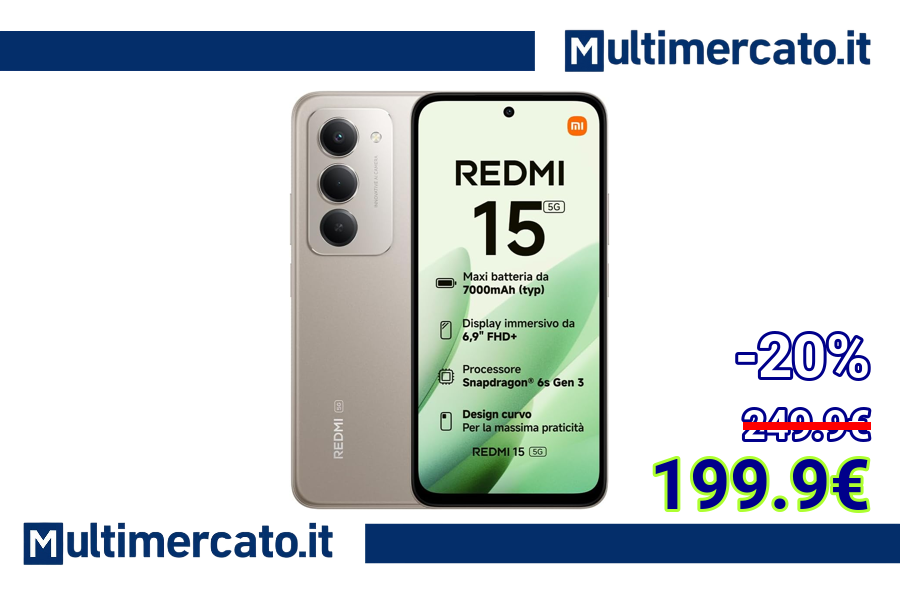 Multimercato.it
REDMI
15 5G
Maxi batteria da
7000mAh (typ)
Display immersivo da
6,9" FHD+
Processore
Snapdragon® 6s Gen 3
Design curvo
Per la massima praticità
REDMI 15 5G
REDMI 5G
-20%
249.9€
199.9€
Multimercato.it